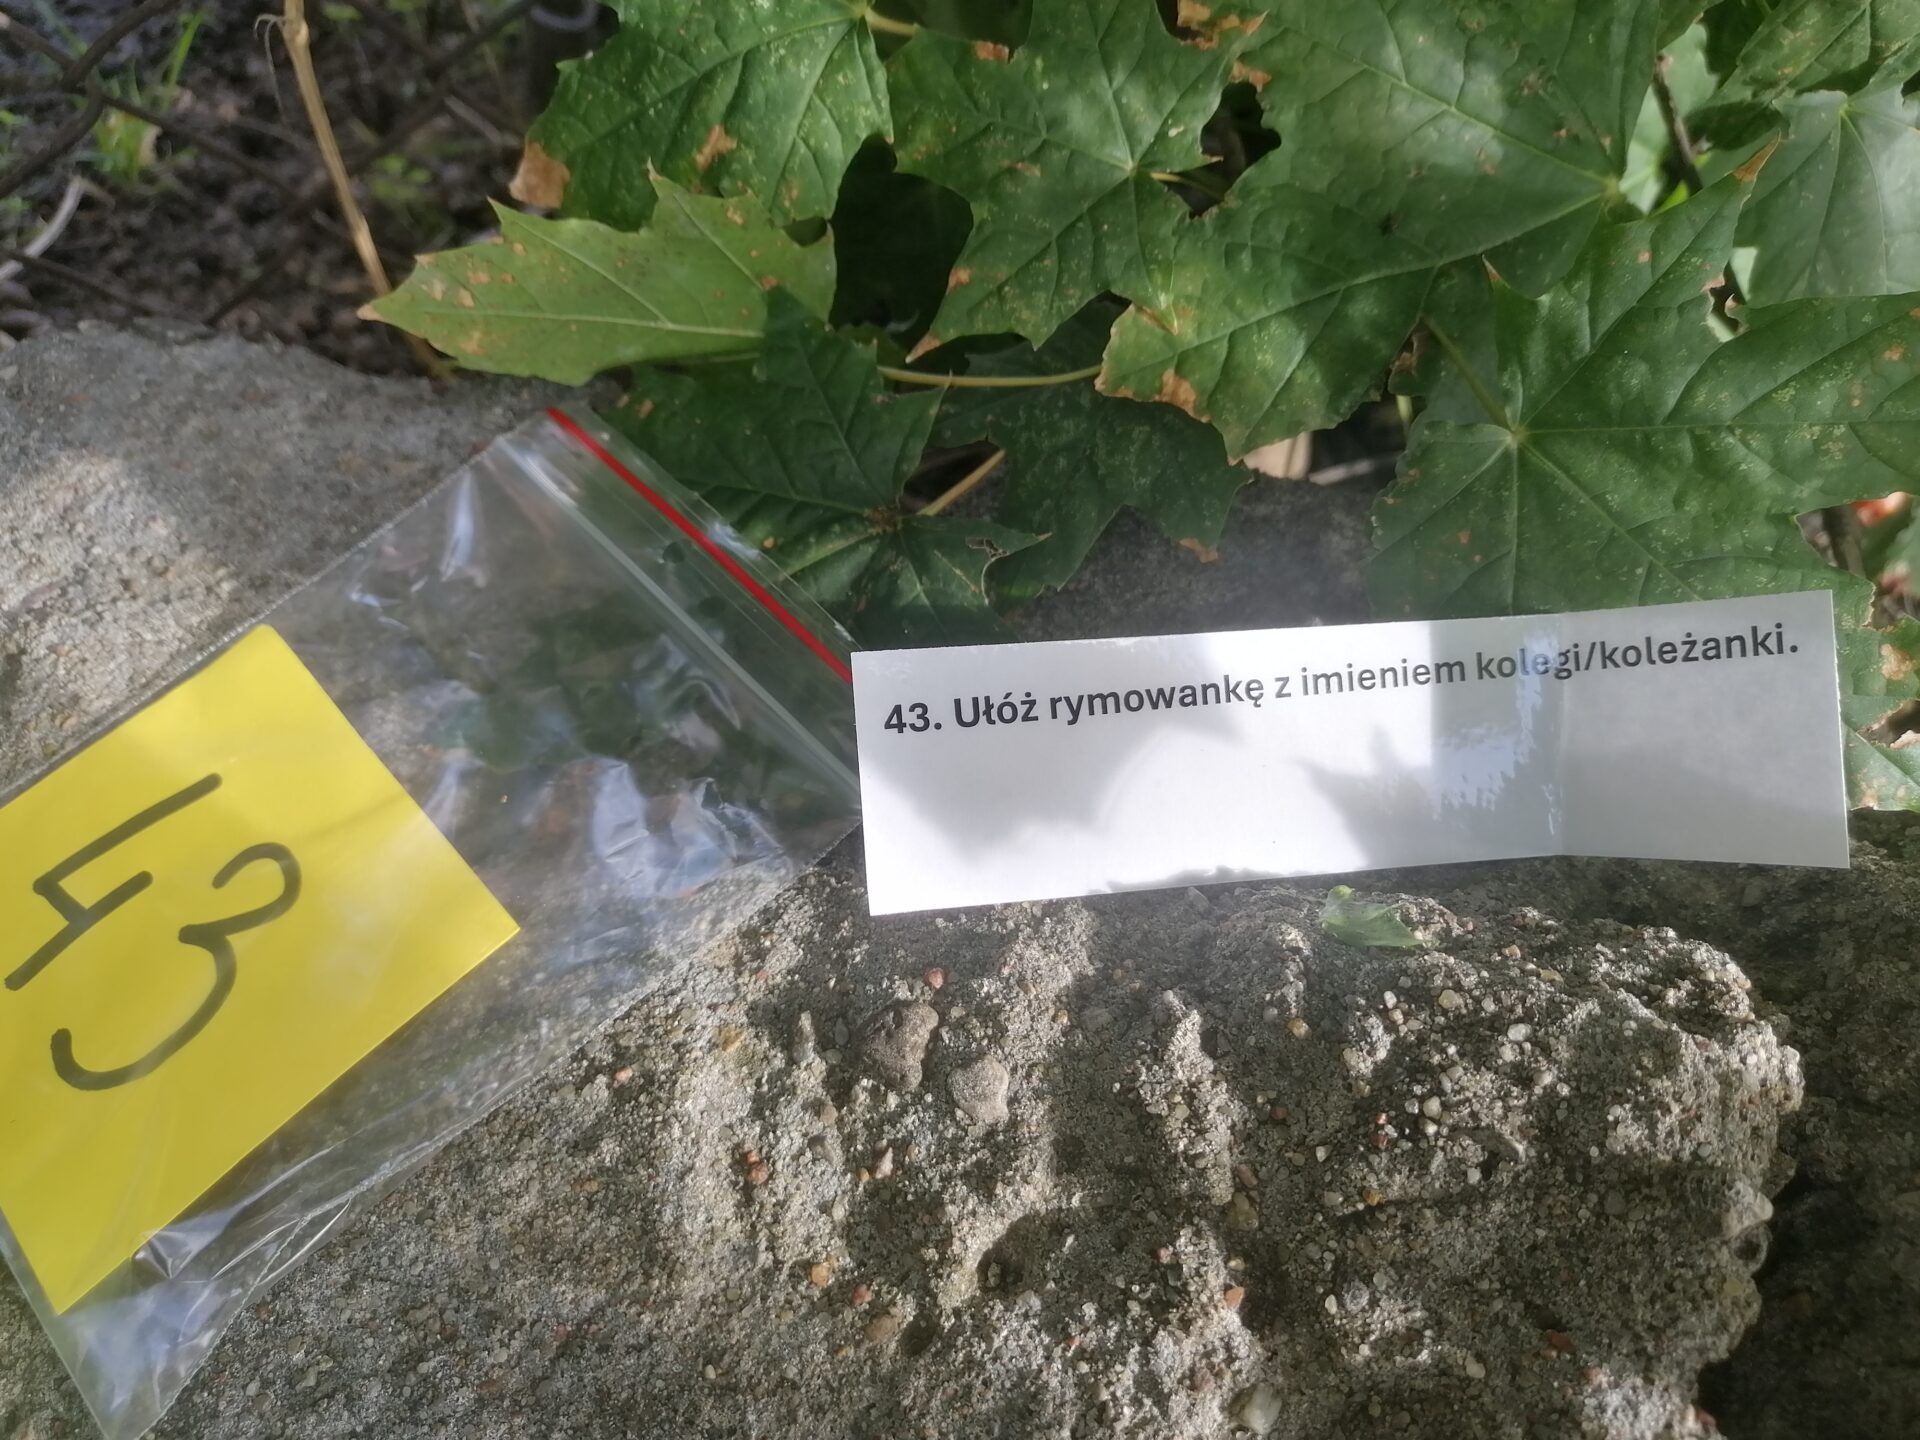 43
43. Ułóż rymowankę z imieniem kolegi/koleżanki.